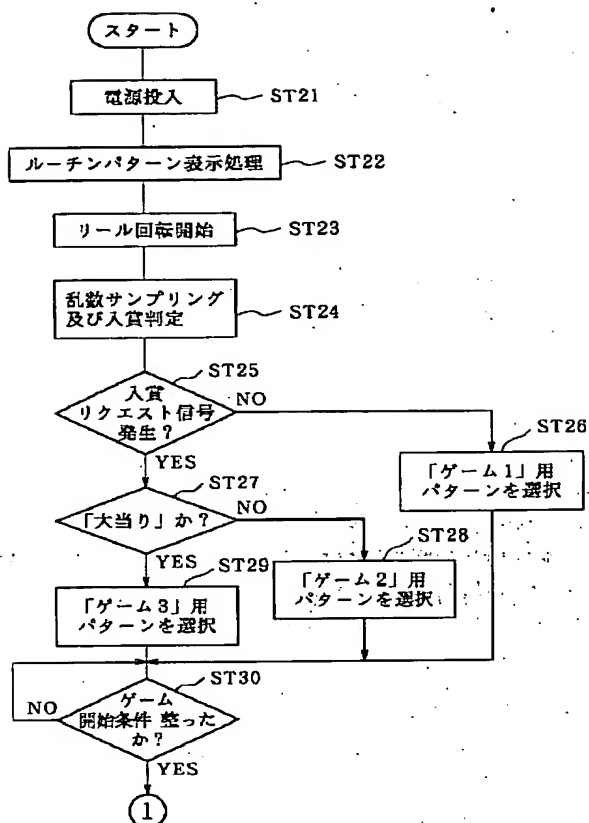 スタート
電源投入
ST21
ルーチンパターン表示処理
ST22
リール回転開始
ST23
乱数サンプリング
及び入賞判定
ST24
ST25
入賞
リクエスト信号
発生？
NO
YES
ST26
「ゲーム1」用
パターンを選択
ST27
「大当り」か？
NO
YES
ST28
「ゲーム2」用
パターンを選択
ST29
「ゲーム3」用
パターンを選択
ST30
ゲーム
開始条件 整った
か？
NO
YES
1